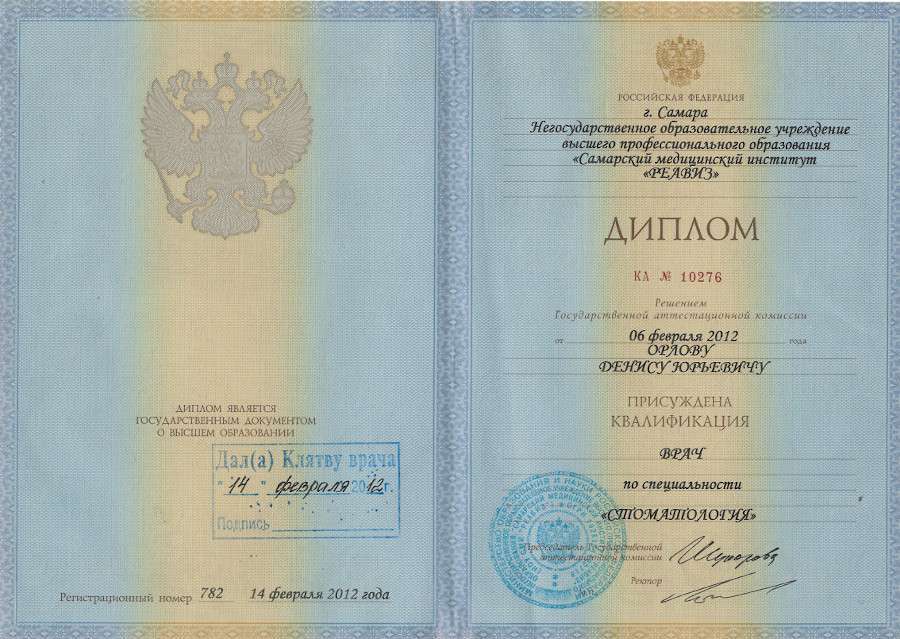 ДИПЛОМ ЯВЛЯЕТСЯ
ГОСУДАРСТВЕННЫМ ДОКУМЕНТОМ
О ВЫСШЕМ ОБРАЗОВАНИИ
Дал(а) Клятву врача
"14" февраля 2012г.
Подпись
Регистрационный номер 782 14 февраля 2012 года
РОССИЙСКАЯ ФЕДЕРАЦИЯ
г. Самара
Негосударственное образовательное учреждение
высшего профессионального образования
«Самарский медицинский институт
«РЕАВИЗ»
ДИПЛОМ
КА № 10276
Решением
Государственной аттестационной комиссии
от 06 февраля 2012 года
ОРЛОВУ
ДЕНИСУ ЮРЬЕВИЧУ
ПРИСУЖДЕНА
КВАЛИФИКАЦИЯ
ВРАЧ
по специальности
«СТОМАТОЛОГИЯ»
Председатель Государственной
аттестационной комиссии
Ректор